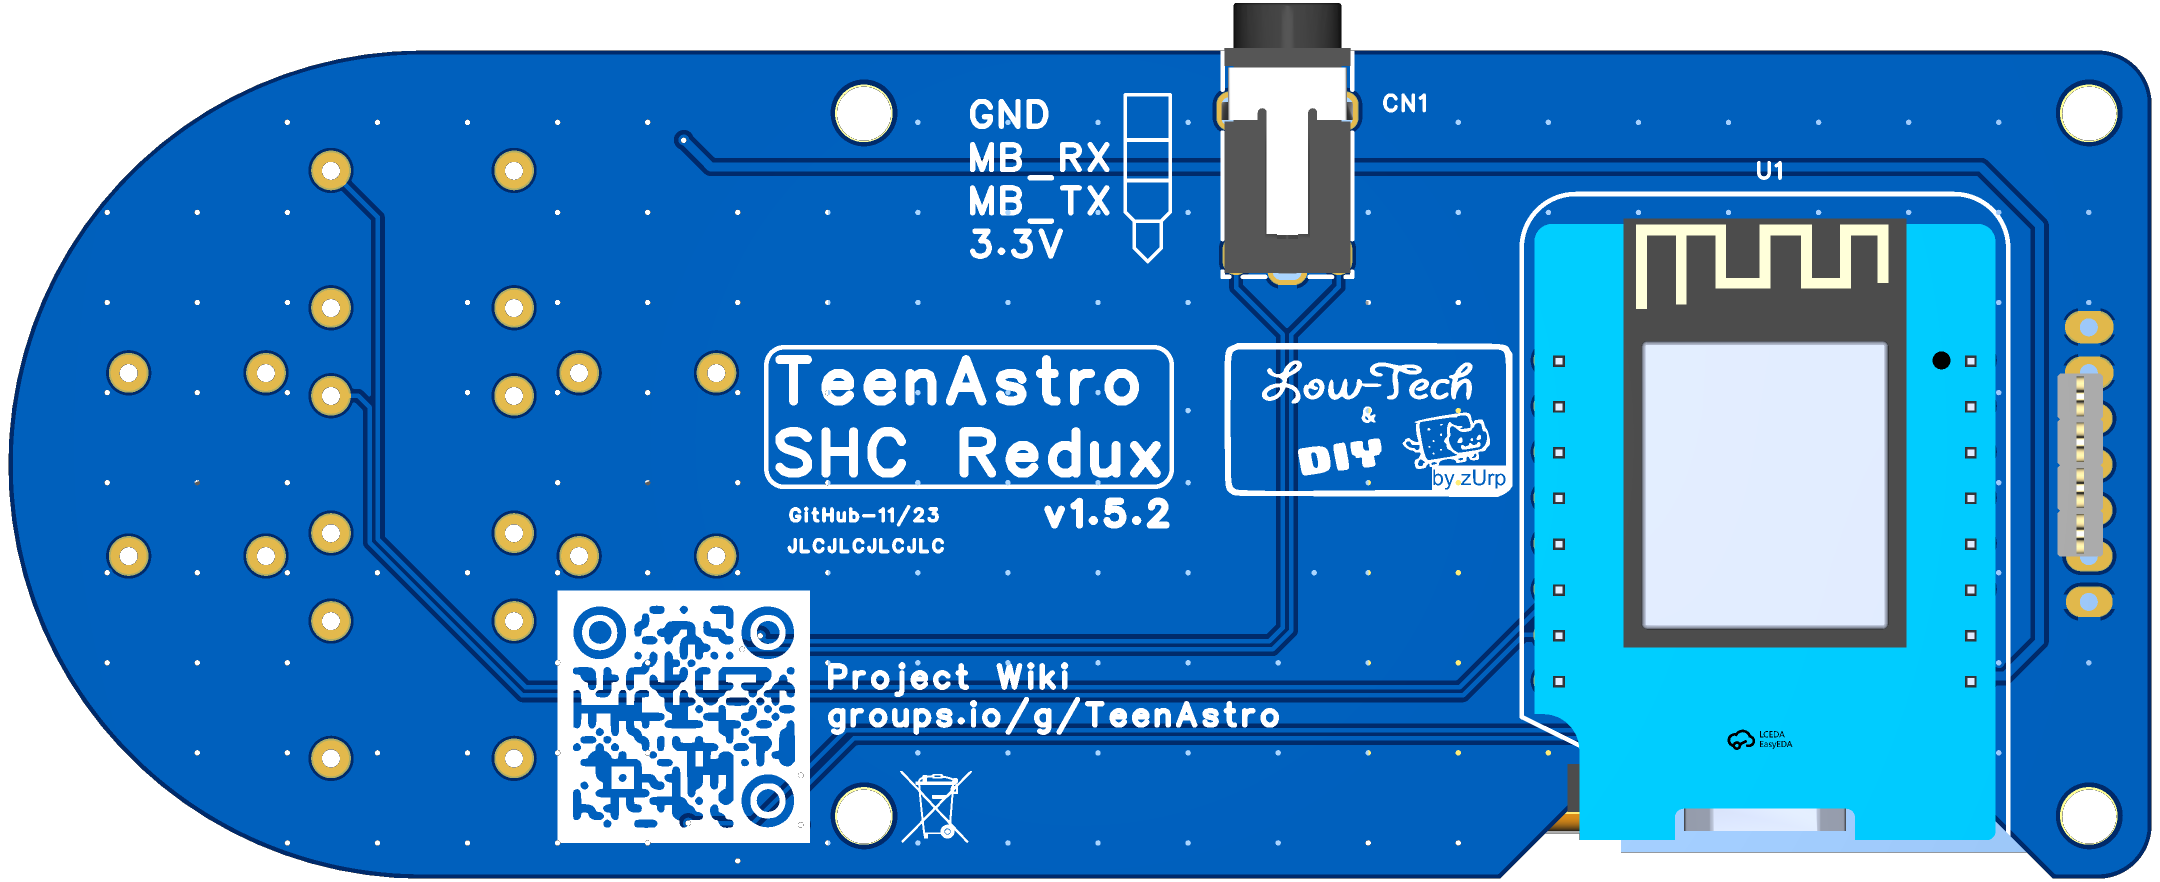 GND
MB_RX
MB_TX
3.3V
CN1
U1
TeenAstro
SHC Redux
v1.5.2
GitHub-11/23
JLCJLCJLCJLC
Low-Tech
&
DIY
by zUrp
Project Wiki
groups.io/g/TeenAstro
LCEDA
EasyEDA